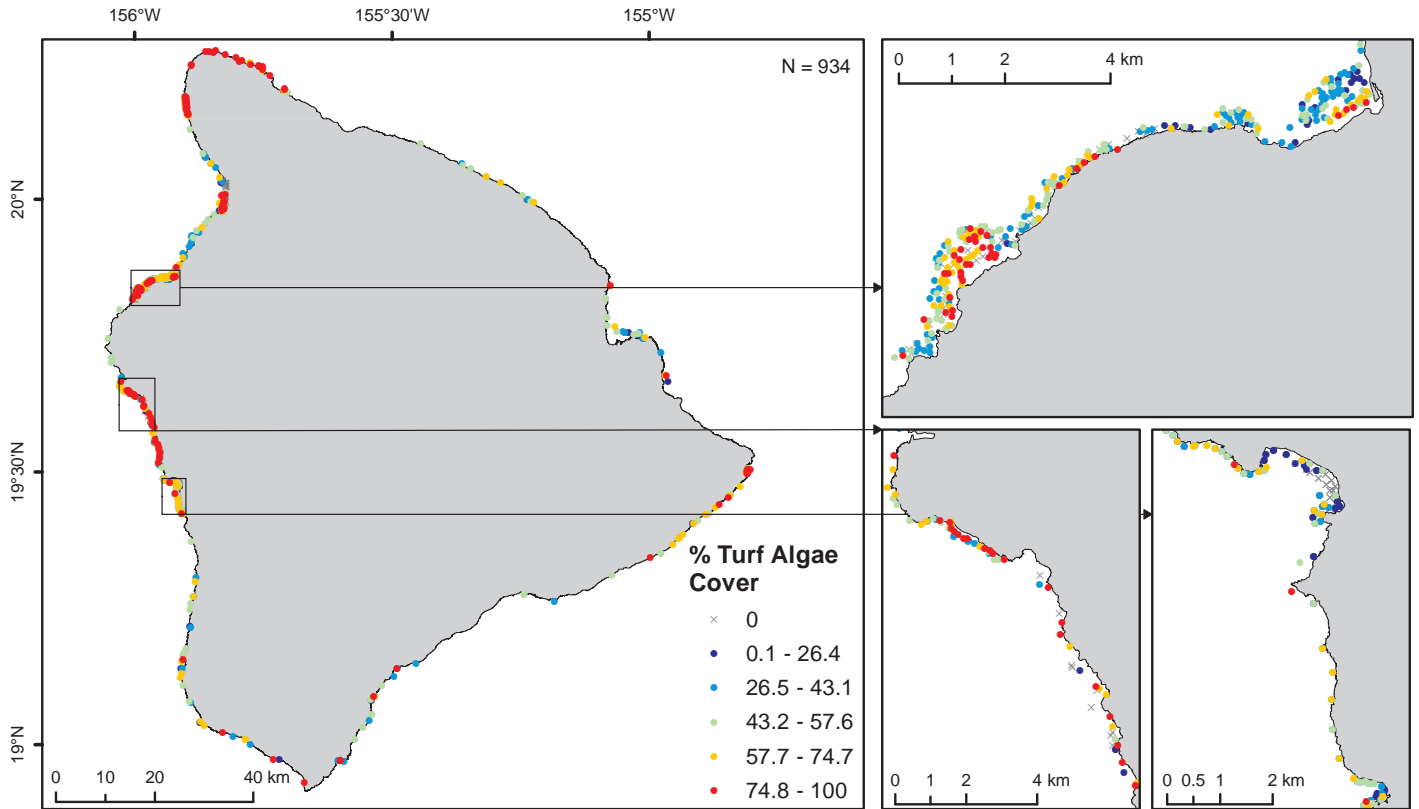 156°W 155°30'W 155°W
N = 934
20°N
19°30'N
19°N
% Turf Algae
Cover
× 0
0.1 - 26.4
26.5 - 43.1
43.2 - 57.6
57.7 - 74.7
74.8 - 100
0 10 20 40 km
0 1 2 4 km
0 1 2 4 km
0 0.5 1 2 km